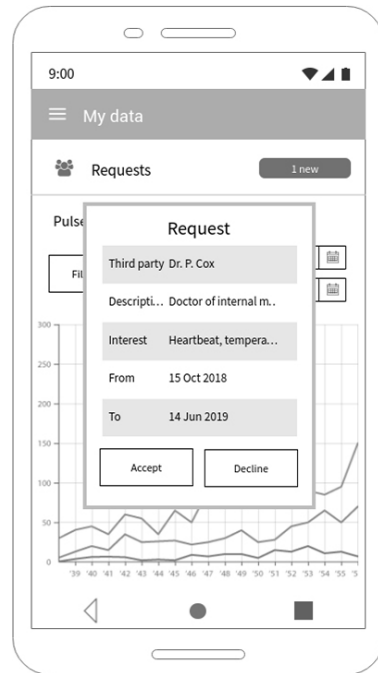 9:00
My data
Requests
1 new
Pulse
Request
Third party Dr. P. Cox
Descripti... Doctor of internal m..
Fil
Interest Heartbeat, tempera...
From 15 Oct 2018
To 14 Jun 2019
Accept Decline
300
250
200
150
100
50
0
'39 '40 '41 '42 '43 '44 '45 '46 '47 '48 '49 '50 '51 '52 '53 '54 '55 '5